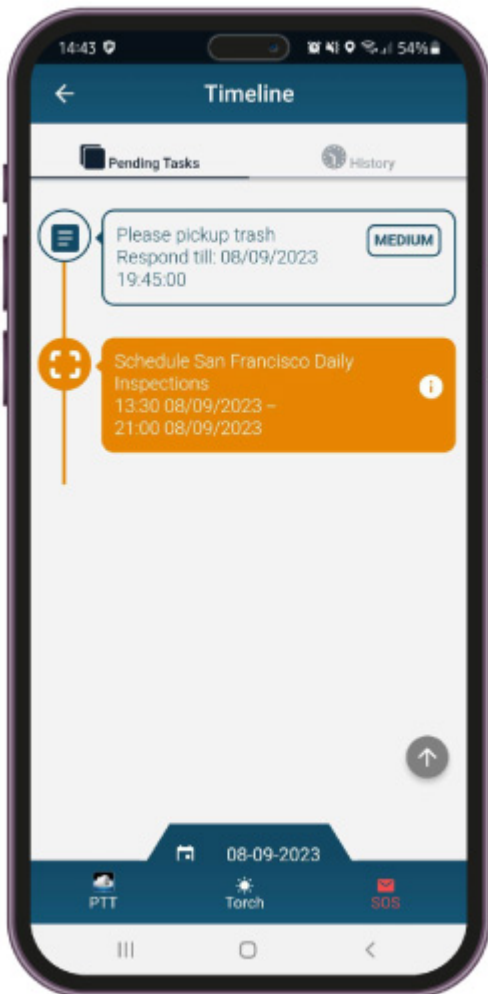 14:43
54%
Timeline
Pending Tasks
History
Please pickup trash
MEDIUM
Respond till: 08/09/2023
19:45:00
Schedule San Francisco Daily
Inspections
13:30 08/09/2023 –
21:00 08/09/2023
08-09-2023
PTT
Torch
SOS